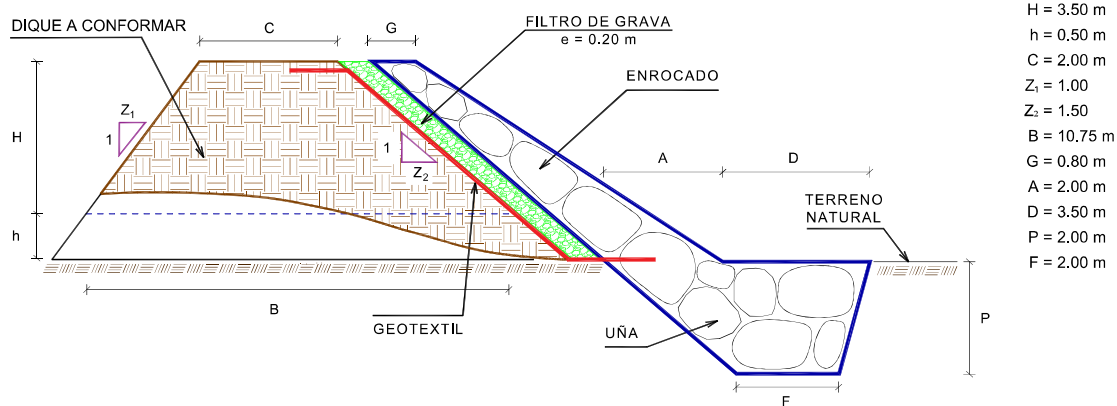 DIQUE A CONFORMAR
C
G
FILTRO DE GRAVA
e = 0.20 m
ENROCADO
H = 3.50 m
h = 0.50 m
C = 2.00 m
Z₁ = 1.00
Z₂ = 1.50
B = 10.75 m
G = 0.80 m
A = 2.00 m
D = 3.50 m
P = 2.00 m
F = 2.00 m
H
Z₁
1
1
Z₂
A
D
TERRENO
NATURAL
h
B
GEOTEXTIL
UÑA
P
F